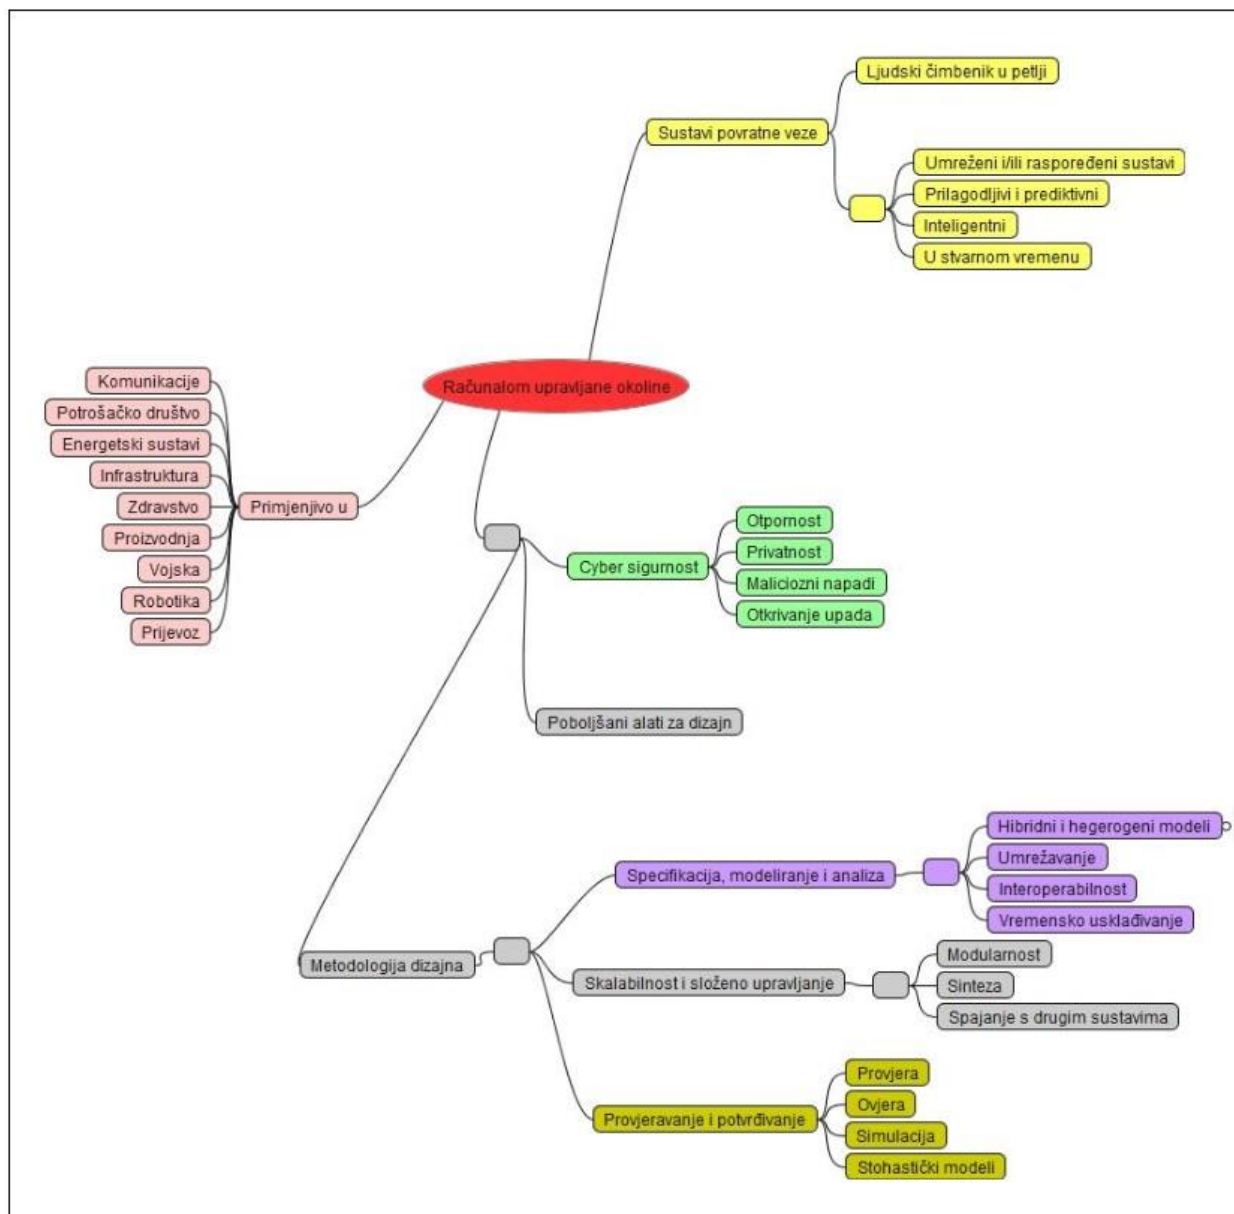 Ljudski čimbenik u petlji
Sustavi povratne veze
Umreženi i/ili raspoređeni sustavi
Prilagodljivi i prediktivni
Inteligentni
U stvarnom vremenu
Računalom upravljane okoline
Komunikacije
Potrošačko društvo
Energetski sustavi
Infrastruktura
Zdravstvo
Proizvodnja
Vojska
Robotika
Prijevoz
Primjenjivo u
Cyber sigurnost
Otpornost
Privatnost
Maliciozni napadi
Otkrivanje upada
Poboljšani alati za dizajn
Metodologija dizajna
Specifikacija, modeliranje i analiza
Hibridni i hegerogeni modeli
Umrežavanje
Interoperabilnost
Vremensko usklađivanje
Skalabilnost i složeno upravljanje
Modularnost
Sinteza
Spajanje s drugim sustavima
Provjeravanje i potvrđivanje
Provjera
Ovjera
Simulacija
Stohastički modeli